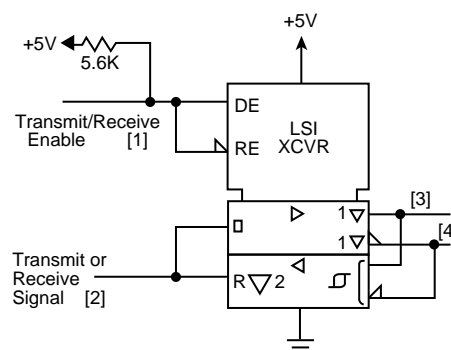 +5V
+5V
5.6K
DE
Transmit/Receive
Enable [1]
LSI
XCVR
RE
[3]
1
[4
1
Transmit or
Receive
Signal [2]
R 2